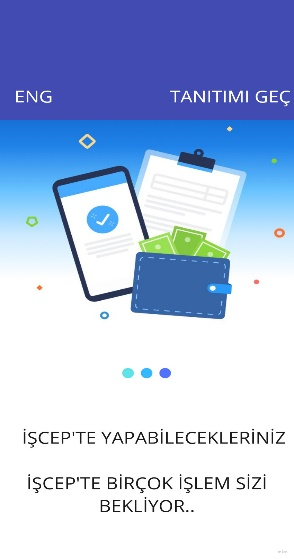 ENG
TANITIMI GEÇ
İŞCEP'TE YAPABİLECEKLERİNİZ
İŞCEP'TE BİRÇOK İŞLEM SİZİ
BEKLİYOR..